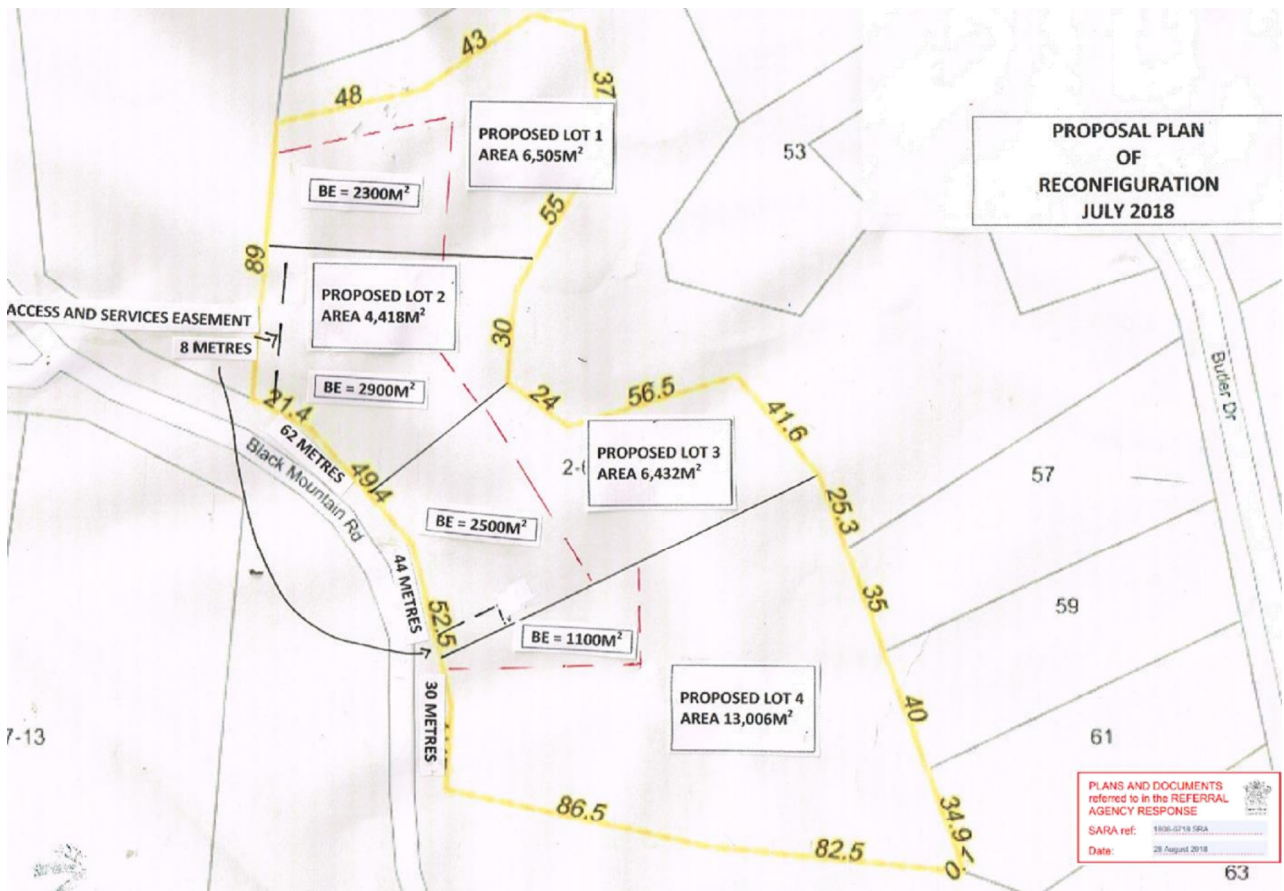 43
48
37
PROPOSED LOT 1
AREA 6,505M²
PROPOSAL PLAN
OF
RECONFIGURATION
JULY 2018
53
BE = 2300M²
55
68
PROPOSED LOT 2
AREA 4,418M²
ACCESS AND SERVICES EASEMENT
8 METRES
30
BE = 2900M²
21.4
62 METRES
49.4
24
56.5
41.6
Black Mountain Rd
Butler Dr
PROPOSED LOT 3
AREA 6,432M²
57
25.3
BE = 2500M²
44 METRES
52.5
35
59
BE = 1100M²
30 METRES
PROPOSED LOT 4
AREA 13,006M²
40
61
7-13
86.5
82.5
34.9
PLANS AND DOCUMENTS
referred to in the REFERRAL
AGENCY RESPONSE
SARA ref:
Date: 28 August 2018
63